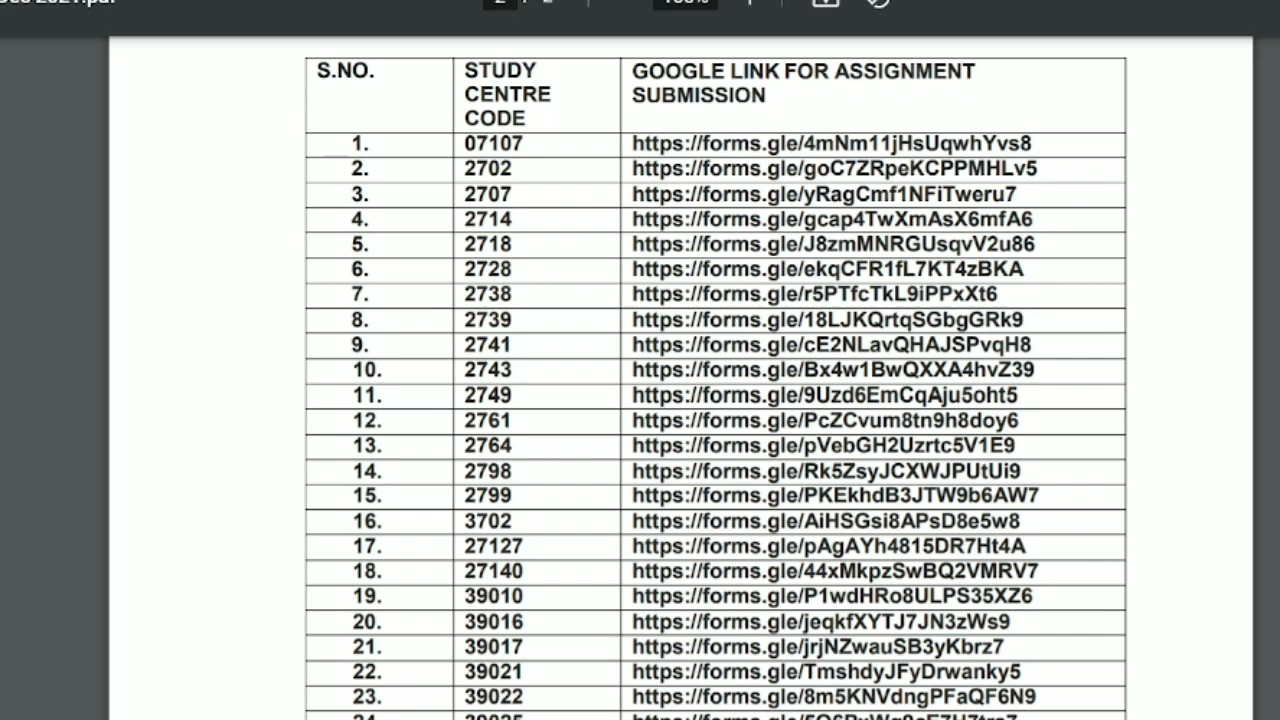 S.NO. STUDY CENTRE CODE GOOGLE LINK FOR ASSIGNMENT SUBMISSION
1. 07107 https://forms.gle/4mNm11jHsUqwhYvs8
2. 2702 https://forms.gle/goC7ZRpeKCPPMHLv5
3. 2707 https://forms.gle/yRagCmf1NFiTweru7
4. 2714 https://forms.gle/gcap4TwXmAsX6mfA6
5. 2718 https://forms.gle/J8zmMNRGUsqvV2u86
6. 2728 https://forms.gle/ekqCFR1fL7KT4zBKA
7. 2738 https://forms.gle/r5PTfcTkL9iPPxXt6
8. 2739 https://forms.gle/18LJKQrtqSGbgGRk9
9. 2741 https://forms.gle/cE2NLavQHAJSPvqH8
10. 2743 https://forms.gle/Bx4w1BwQXXA4hvZ39
11. 2749 https://forms.gle/9Uzd6EmCqAju5oht5
12. 2761 https://forms.gle/PcZCvum8tn9h8doy6
13. 2764 https://forms.gle/pVebGH2Uzrtc5V1E9
14. 2798 https://forms.gle/Rk5ZsyJCXWJPUtUi9
15. 2799 https://forms.gle/PKEkhdB3JTW9b6AW7
16. 3702 https://forms.gle/AiHSGsi8APsD8e5w8
17. 27127 https://forms.gle/pAgAYh4815DR7Ht4A
18. 27140 https://forms.gle/44xMkpzSwBQ2VMRV7
19. 39010 https://forms.gle/P1wdHRo8ULPS35XZ6
20. 39016 https://forms.gle/jeqkfXYTJ7JN3zWs9
21. 39017 https://forms.gle/jrjNZwauSB3yKbrz7
22. 39021 https://forms.gle/TmshdyJFyDrwanky5
23. 39022 https://forms.gle/8m5KNVdngPFaQF6N9